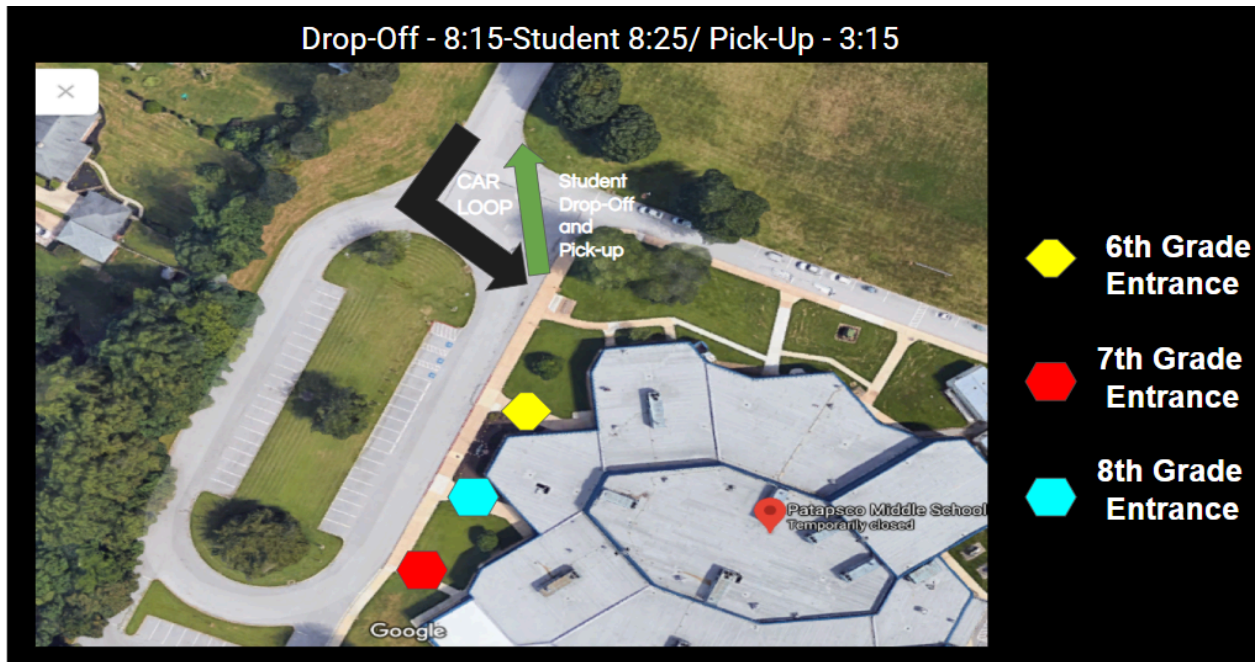 Drop-Off - 8:15-Student 8:25/ Pick-Up - 3:15
CAR
LOOP
Student
Drop-Off
and
Pick-up
6th Grade
Entrance
7th Grade
Entrance
8th Grade
Entrance
Patapsco Middle School
Temporarily closed
Google